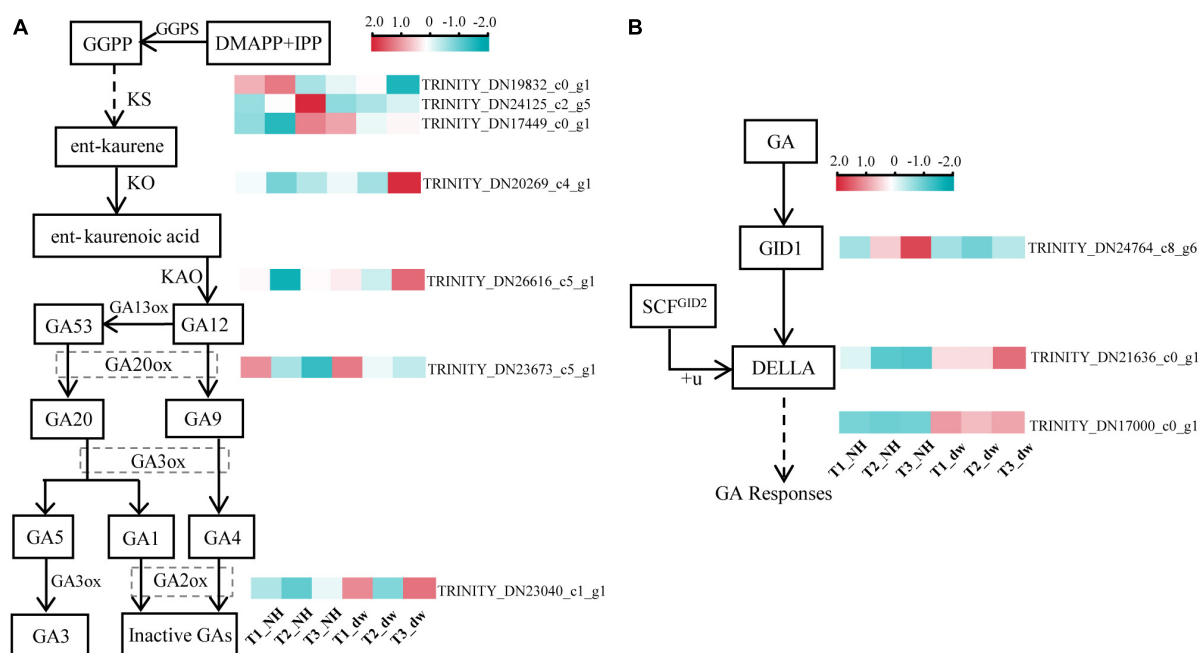 A
GGPP
GGPS
DMAPP+IPP
2.0 1.0 0 -1.0 -2.0
KS
TRINITY_DN19832_c0_g1
TRINITY_DN24125_c2_g5
TRINITY_DN17449_c0_g1
ent-kaurene
KO
TRINITY_DN20269_c4_g1
ent-kaurenoic acid
KAO
TRINITY_DN26616_c5_g1
GA53
GA13ox
GA12
GA20ox
TRINITY_DN23673_c5_g1
GA20
GA9
GA3ox
GA5
GA1
GA4
GA3ox
GA2ox
TRINITY_DN23040_c1_g1
GA3
Inactive GAs
T1_NH
T2_NH
T3_NH
T1_dw
T2_dw
T3_dw
B
GA
2.0 1.0 0 -1.0 -2.0
GID1
TRINITY_DN24764_c8_g6
SCFGID2
+u
DELLA
TRINITY_DN21636_c0_g1
TRINITY_DN17000_c0_g1
T1_NH
T2_NH
T3_NH
T1_dw
T2_dw
T3_dw
GA Responses